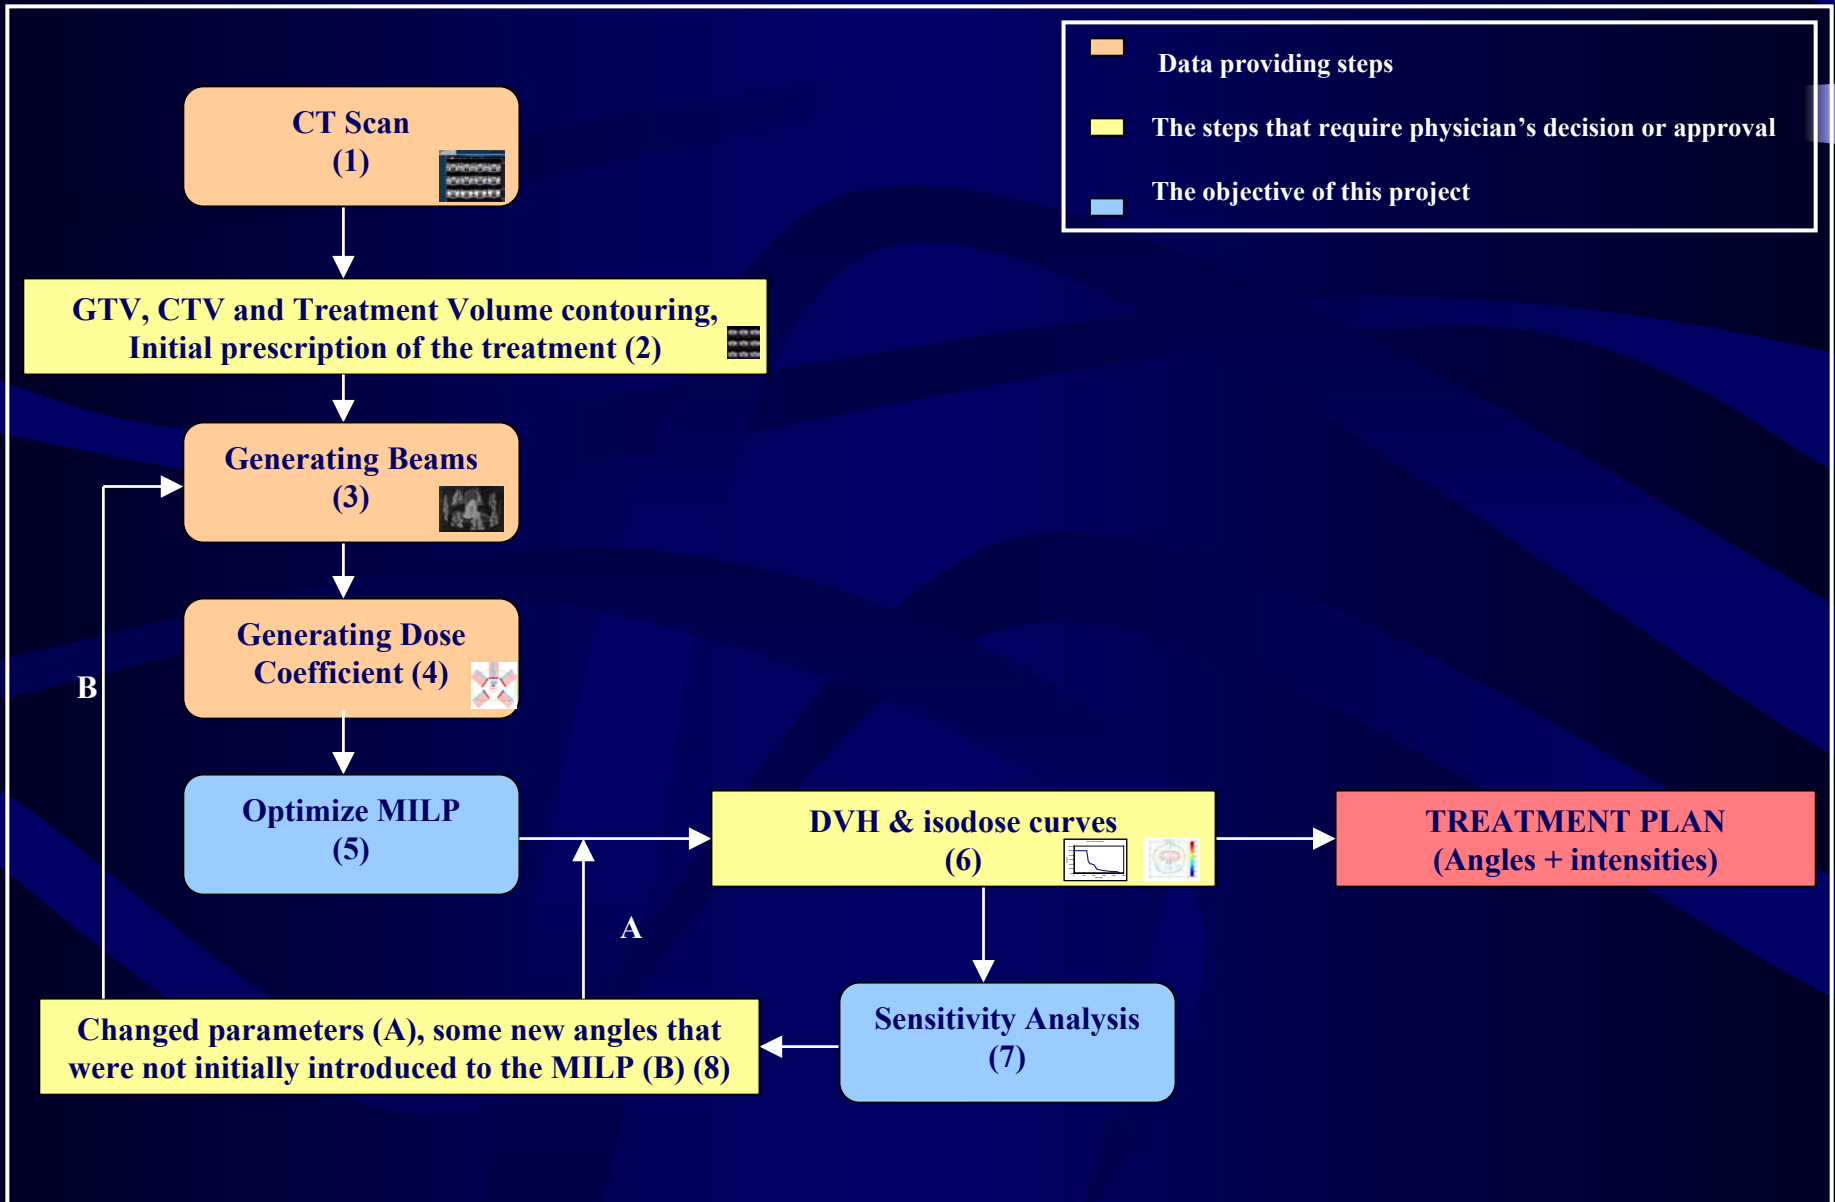 Data providing steps
The steps that require physician’s decision or approval
The objective of this project
CT Scan
(1)
GTV, CTV and Treatment Volume contouring,
Initial prescription of the treatment (2)
Generating Beams
(3)
Generating Dose
Coefficient (4)
B
Optimize MILP
(5)
DVH & isodose curves
(6)
TREATMENT PLAN
(Angles + intensities)
A
Sensitivity Analysis
(7)
Changed parameters (A), some new angles that
were not initially introduced to the MILP (B) (8)